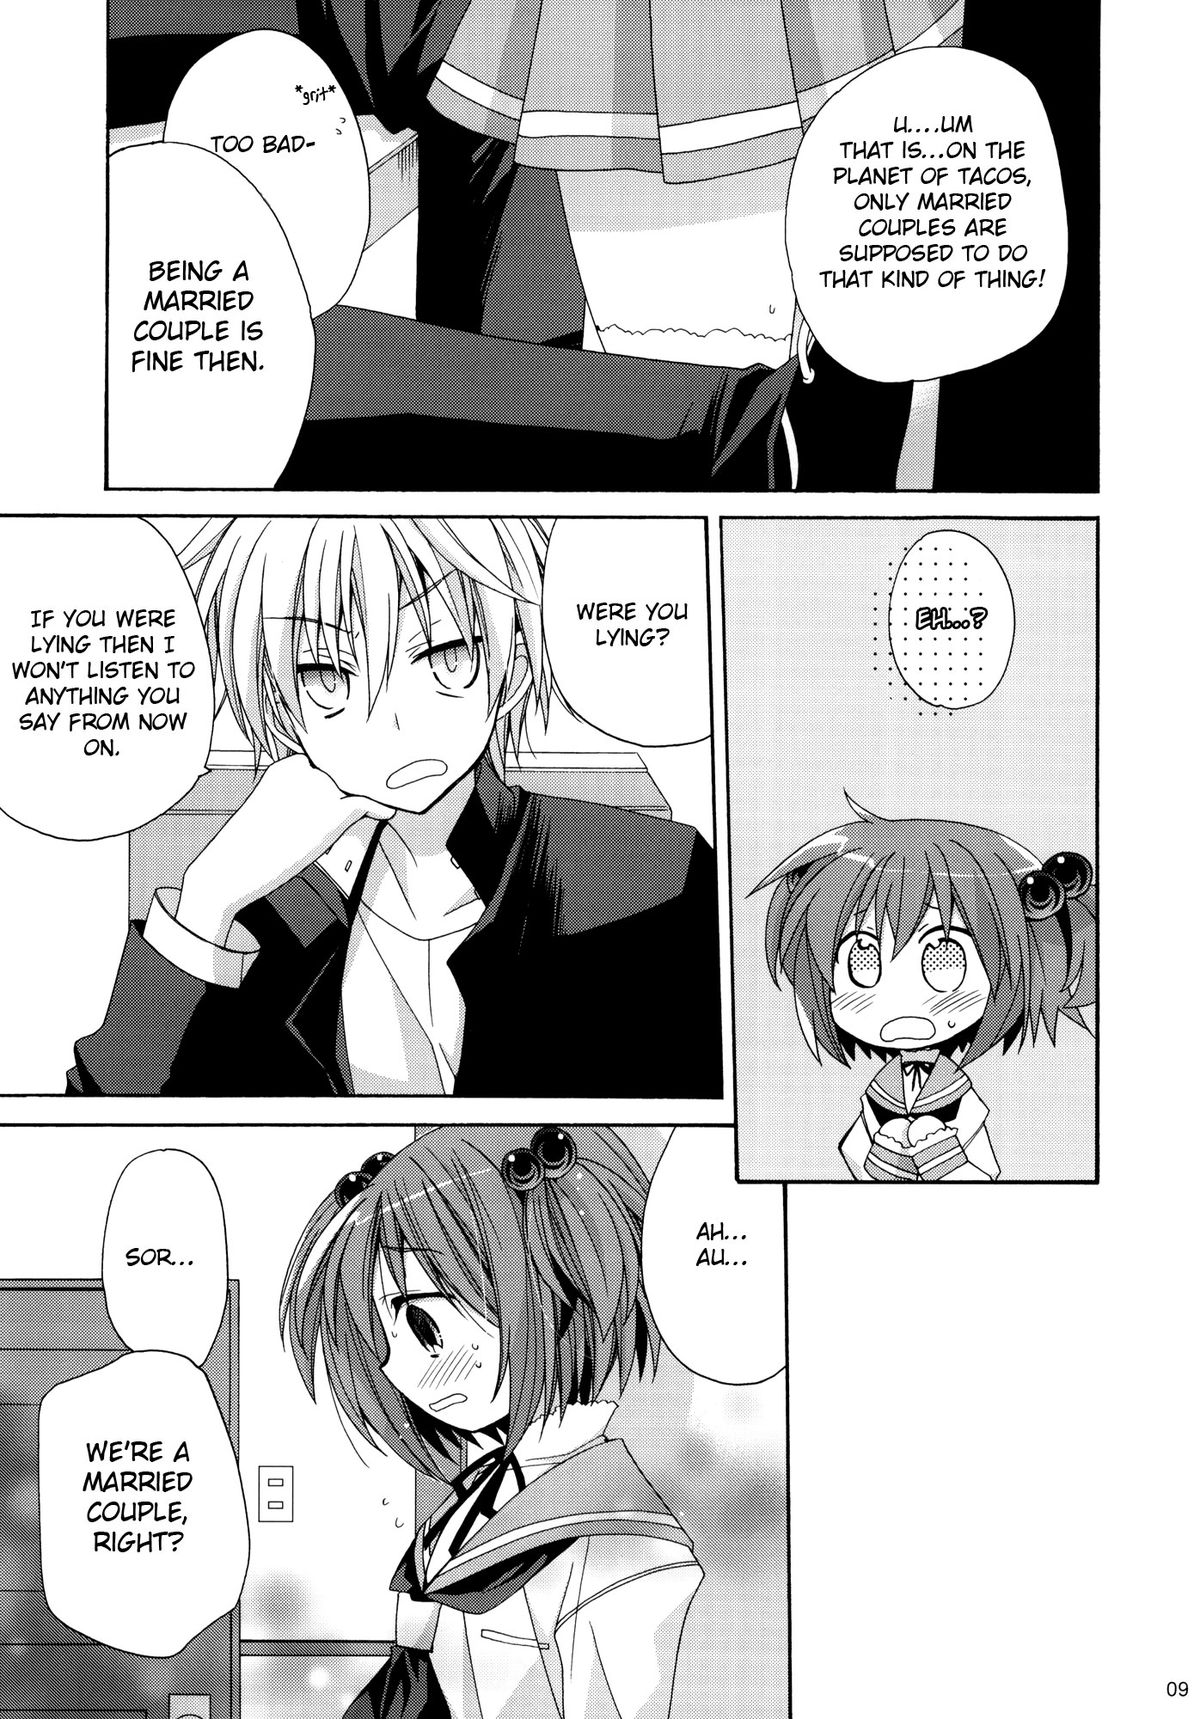 U....UM
THAT IS...ON THE
PLANET OF TACOS,
ONLY MARRIED
COUPLES ARE
SUPPOSED TO DO
THAT KIND OF THING!
*grit*
TOO BAD-
BEING A
MARRIED
COUPLE IS
FINE THEN.
EH...?
WERE YOU
LYING?
IF YOU WERE
LYING THEN I
WON'T LISTEN TO
ANYTHING YOU
SAY FROM NOW
ON.
AH...
AU...
SOR...
WE'RE A
MARRIED
COUPLE,
RIGHT?
09